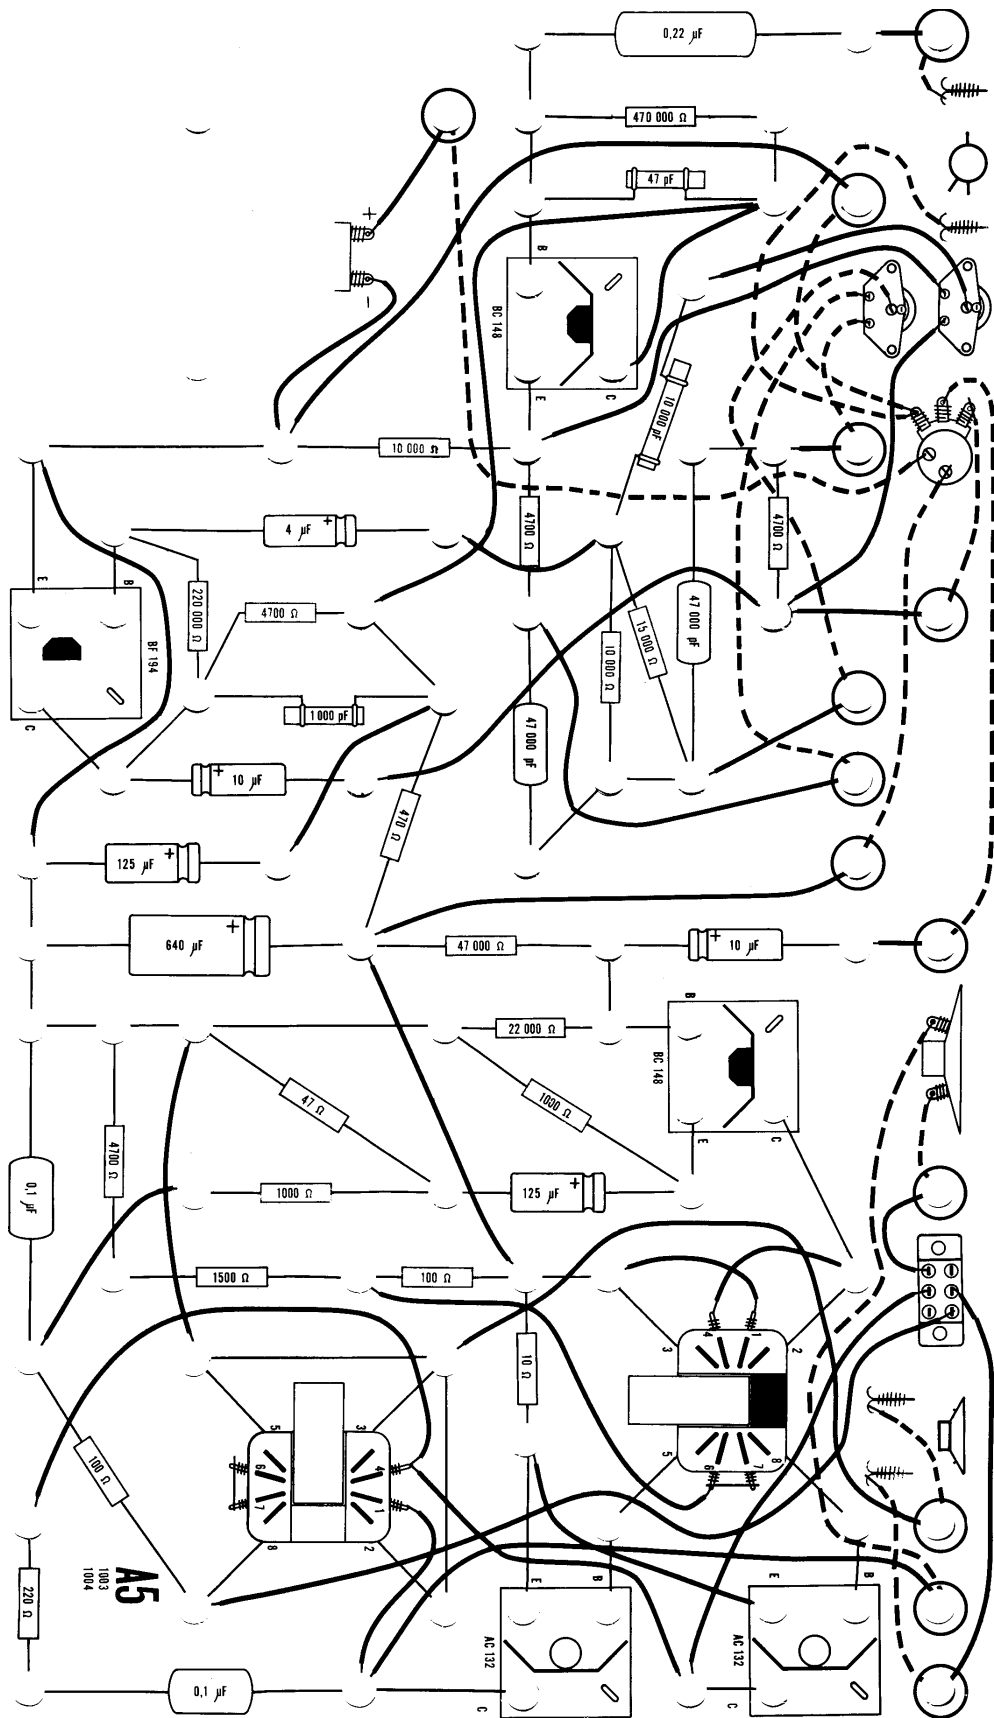 0,22 µF
470 000 Ω
47 pF
+
-
B
BC 148
E
C
10 000 pF
10 000 Ω
4 µF
+
4700 Ω
4700 Ω
E
B
220 000 Ω
4700 Ω
BF 194
C
1000 pF
15 000 Ω
10 000 Ω
47 000 pF
47 000 pF
+
10 µF
470 Ω
125 µF
+
640 µF
+
47 000 Ω
+
10 µF
B
22 000 Ω
BC 148
E
C
47 Ω
1000 Ω
4700 Ω
0,1 µF
1000 Ω
125 µF
+
1500 Ω
100 Ω
4
1
3
2
10 Ω
5
8
6
7
5
3
4
6
7
1
8
2
100 Ω
A5
1003
1004
220 Ω
E
B
AC 132
C
E
B
AC 132
C
0,1 µF